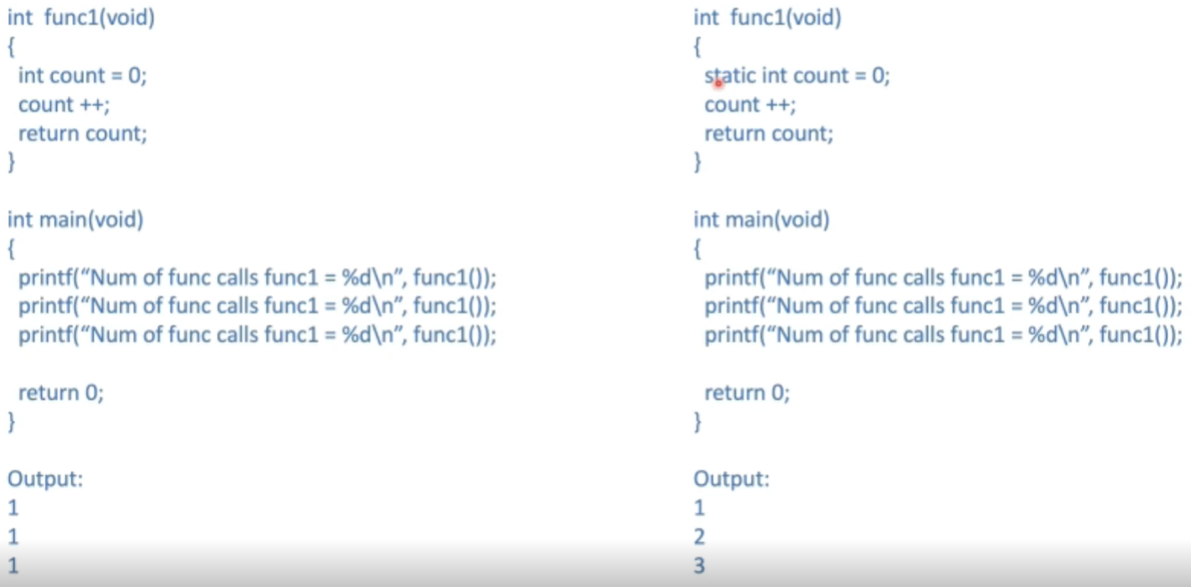 int  func1(void)
{
int count = 0;
count ++;
return count;
}
int main(void)
{
printf(“Num of func calls func1 = %d\n”, func1());
printf(“Num of func calls func1 = %d\n”, func1());
printf(“Num of func calls func1 = %d\n”, func1());
return 0;
}
Output:
1
1
1
int  func1(void)
{
static int count = 0;
count ++;
return count;
}
int main(void)
{
printf(“Num of func calls func1 = %d\n”, func1());
printf(“Num of func calls func1 = %d\n”, func1());
printf(“Num of func calls func1 = %d\n”, func1());
return 0;
}
Output:
1
2
3